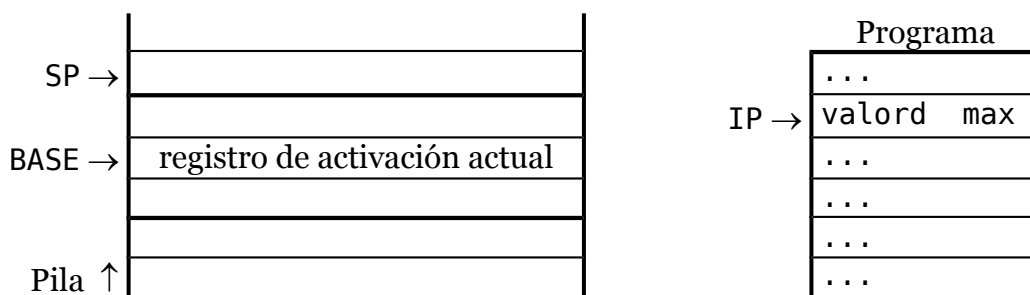 Programa
SP →
...
IP →
valord max
BASE →
registro de activación actual
...
...
...
Pila ↑
...